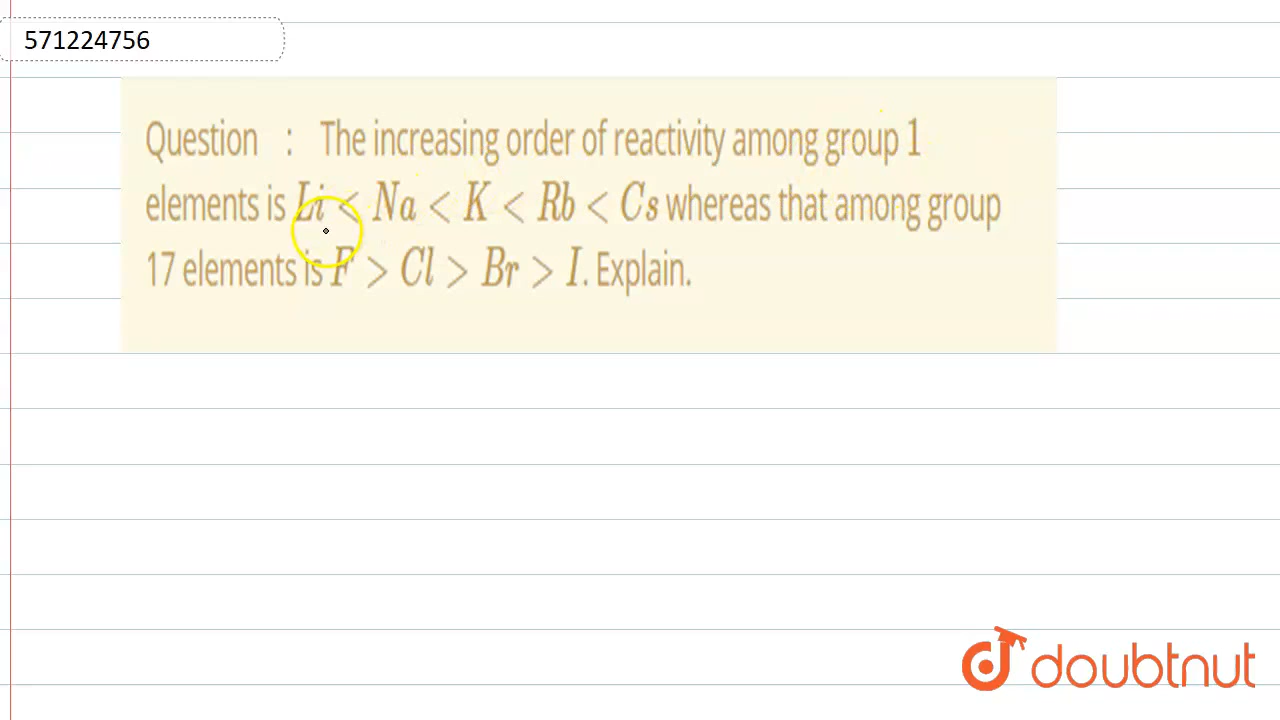 571224756
Question : The increasing order of reactivity among group 1
elements is Li < Na < K < Rb < Cs whereas that among group
17 elements is F > Cl > Br > I. Explain.
doubtnut